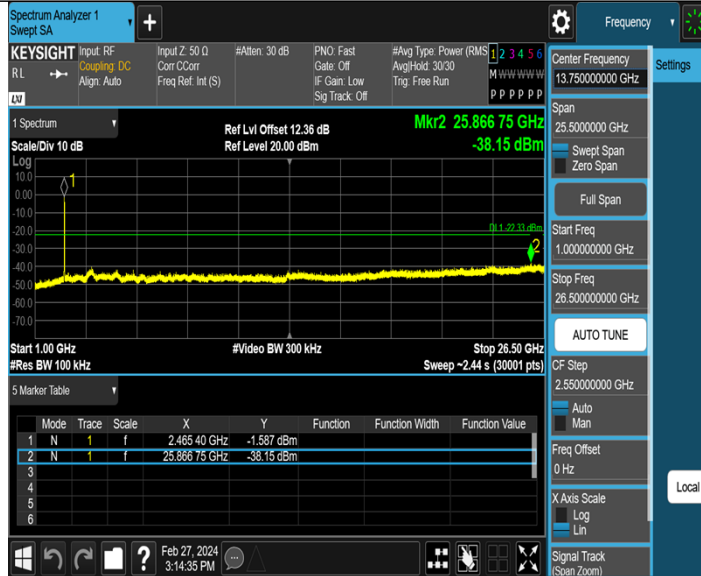 Spectrum Analyzer 1
Swept SA
+
Frequency
KEYSIGHT
RL
LXI
Input: RF
Coupling: DC
Align: Auto
Input Z: 50 Ω
Corr CCorr
Freq Ref: Int (S)
#Atten: 30 dB
PNO: Fast
Gate: Off
IF Gain: Low
Sig Track: Off
#Avg Type: Power (RMS
Avg|Hold: 30/30
Trig: Free Run
1 2 3 4 5 6
M W W W W W
P P P P P P
1 Spectrum
Scale/Div 10 dB
Ref Lvl Offset 12.36 dB
Ref Level 20.00 dBm
Mkr2 25.866 75 GHz
-38.15 dBm
Log
10.0
0.00
-10.0
-20.0
-30.0
-40.0
-50.0
-60.0
-70.0
1
DL1 -22.33 dBm
2
Start 1.00 GHz
#Res BW 100 kHz
#Video BW 300 kHz
Stop 26.50 GHz
Sweep ~2.44 s (30001 pts)
5 Marker Table
Mode Trace Scale X Y Function Function Width Function Value
1 N 1 f 2.465 40 GHz -1.587 dBm
2 N 1 f 25.866 75 GHz -38.15 dBm
3
4
5
6
?
Feb 27, 2024
3:14:35 PM
Center Frequency
13.750000000 GHz
Span
25.5000000 GHz
Swept Span
Zero Span
Full Span
Start Freq
1.000000000 GHz
Stop Freq
26.500000000 GHz
AUTO TUNE
CF Step
2.550000000 GHz
Auto
Man
Freq Offset
0 Hz
X Axis Scale
Log
Lin
Signal Track
(Span Zoom)
Settings
Local